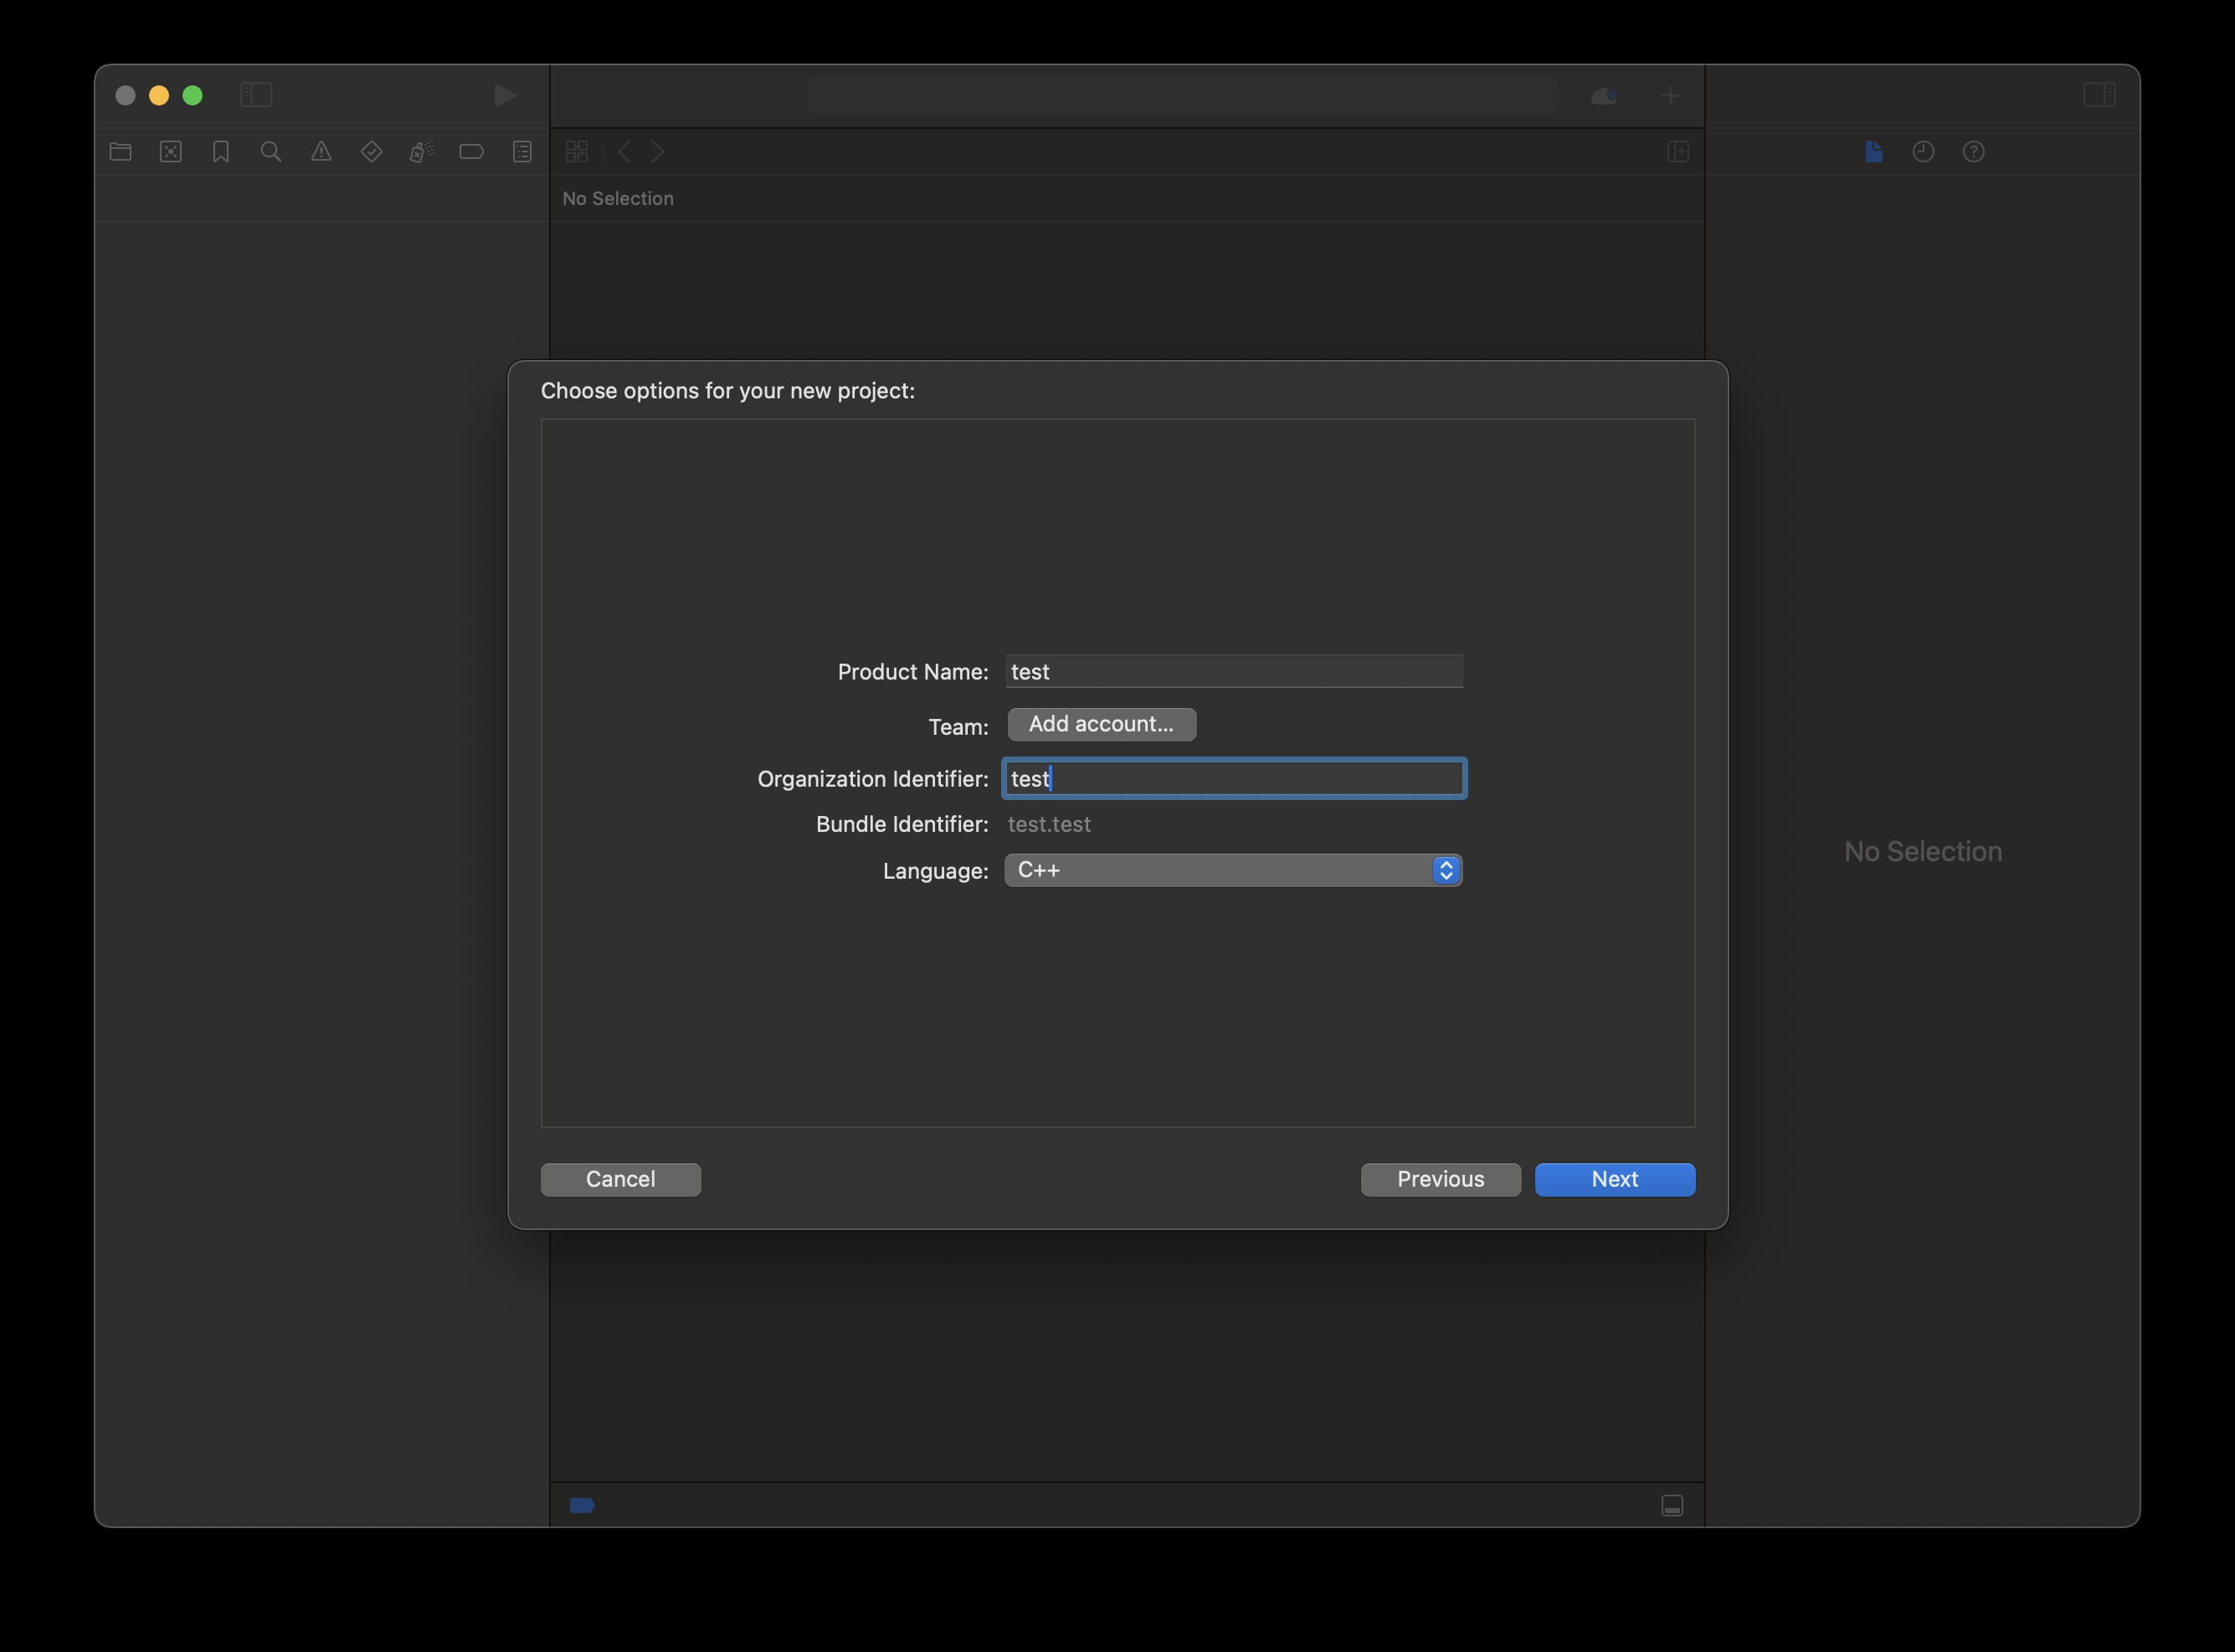 No Selection
Choose options for your new project:
Product Name: test
Team: Add account...
Organization Identifier: test
Bundle Identifier: test.test
Language: C++
No Selection
Cancel Previous Next